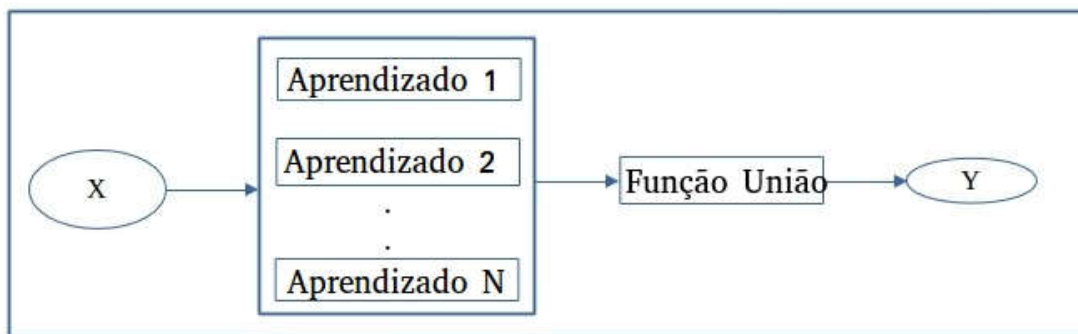 X
Aprendizado 1
Aprendizado 2
.
.
Aprendizado N
Função União
Y